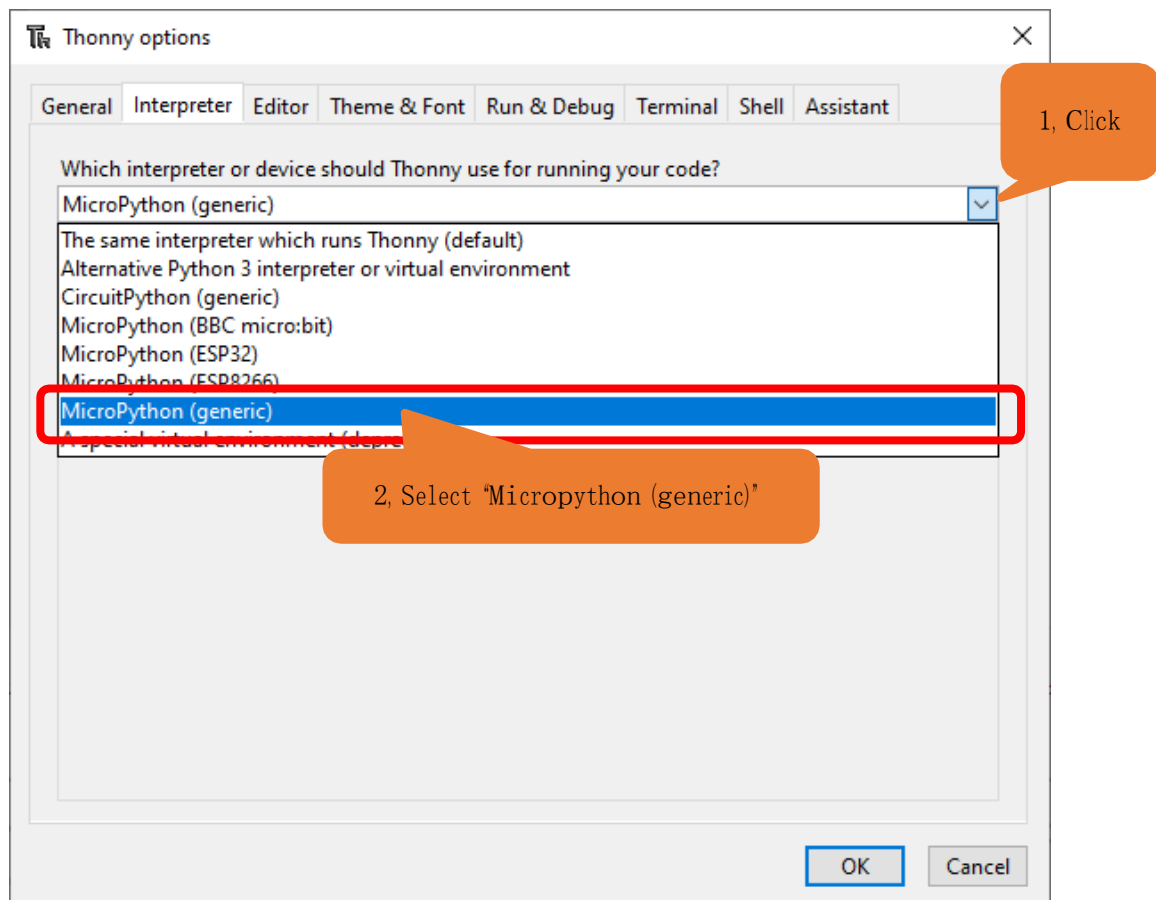 Thonny options
General Interpreter Editor Theme & Font Run & Debug Terminal Shell Assistant
1, Click
Which interpreter or device should Thonny use for running your code?
MicroPython (generic)
The same interpreter which runs Thonny (default)
Alternative Python 3 interpreter or virtual environment
CircuitPython (generic)
MicroPython (BBC micro:bit)
MicroPython (ESP32)
MicroPython (ESP8266)
MicroPython (generic)
A special virtual environment
2, Select “Micropython (generic)”
OK Cancel